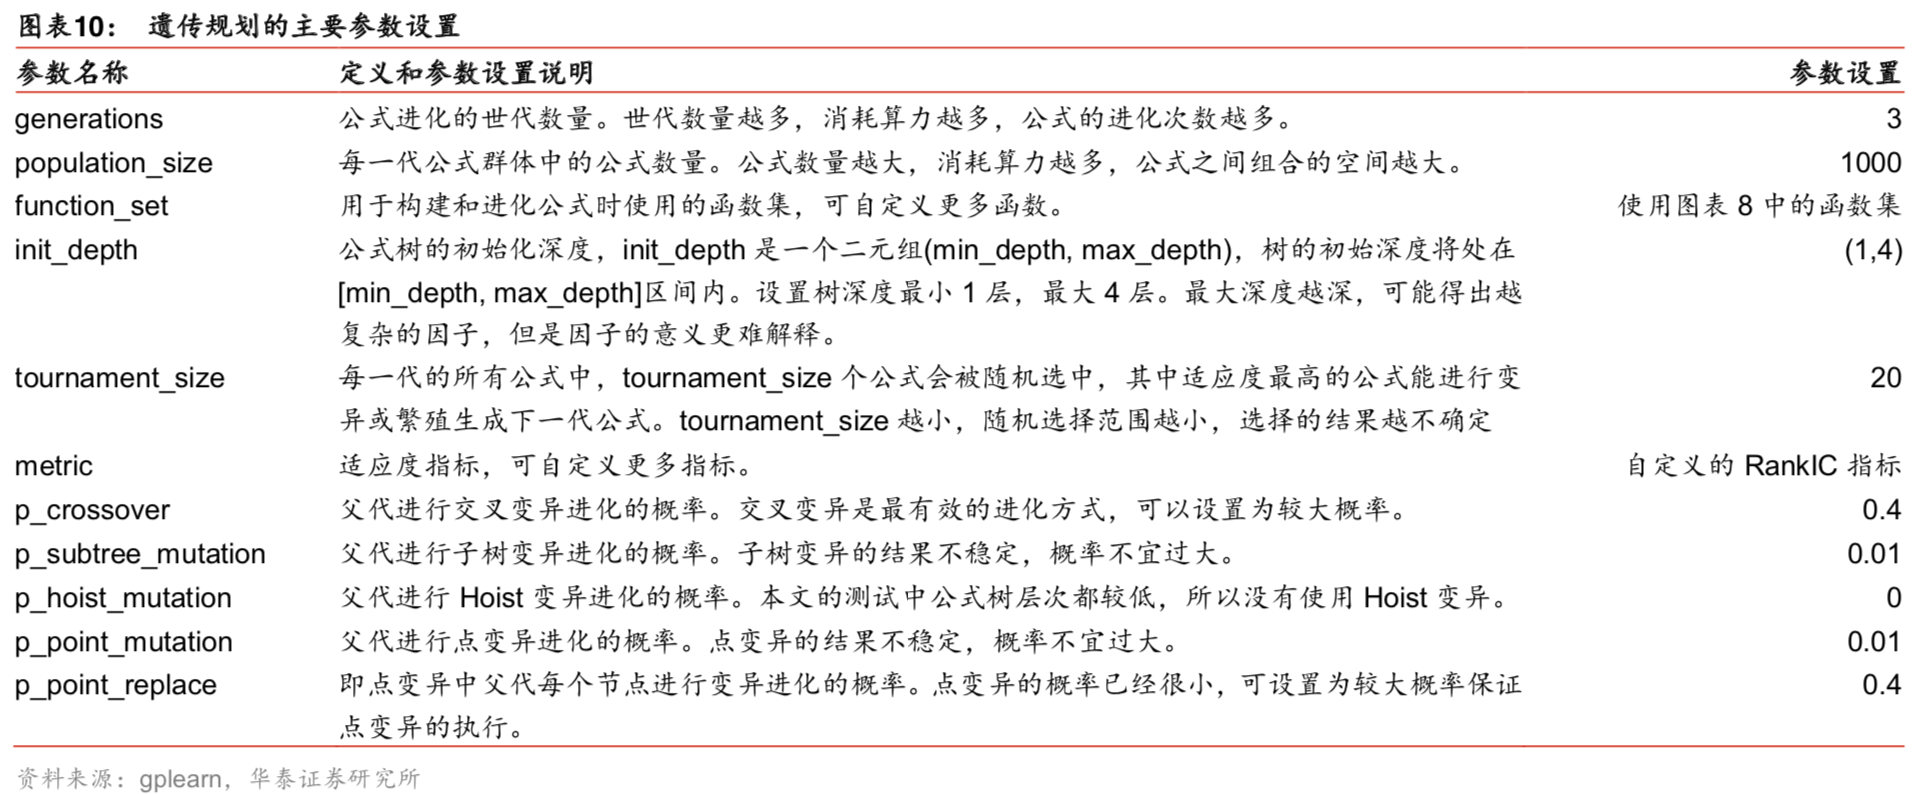 图表10： 遗传规划的主要参数设置
参数名称 定义和参数设置说明 参数设置
generations 公式进化的世代数量。世代数量越多，消耗算力越多，公式的进化次数越多。 3
population_size 每一代公式群体中的公式数量。公式数量越大，消耗算力越多，公式之间组合的空间越大。 1000
function_set 用于构建和进化公式时使用的函数集，可自定义更多函数。 使用图表 8 中的函数集
init_depth 公式树的初始化深度，init_depth 是一个二元组(min_depth, max_depth)，树的初始深度将处在 (1,4)
[min_depth, max_depth]区间内。设置树深度最小 1 层，最大 4 层。最大深度越深，可能得出越
复杂的因子，但是因子的意义更难解释。
tournament_size 每一代的所有公式中，tournament_size 个公式会被随机选中，其中适应度最高的公式能进行变 20
异或繁殖生成下一代公式。tournament_size 越小，随机选择范围越小，选择的结果越不确定
metric 适应度指标，可自定义更多指标。 自定义的 RankIC 指标
p_crossover 父代进行交叉变异进化的概率。交叉变异是最有效的进化方式，可以设置为较大概率。 0.4
p_subtree_mutation 父代进行子树变异进化的概率。子树变异的结果不稳定，概率不宜过大。 0.01
p_hoist_mutation 父代进行 Hoist 变异进化的概率。本文的测试中公式树层次都较低，所以没有使用 Hoist 变异。 0
p_point_mutation 父代进行点变异进化的概率。点变异的结果不稳定，概率不宜过大。 0.01
p_point_replace 即点变异中父代每个节点进行变异进化的概率。点变异的概率已经很小，可设置为较大概率保证 0.4
点变异的执行。
资料来源：gplearn，华泰证券研究所